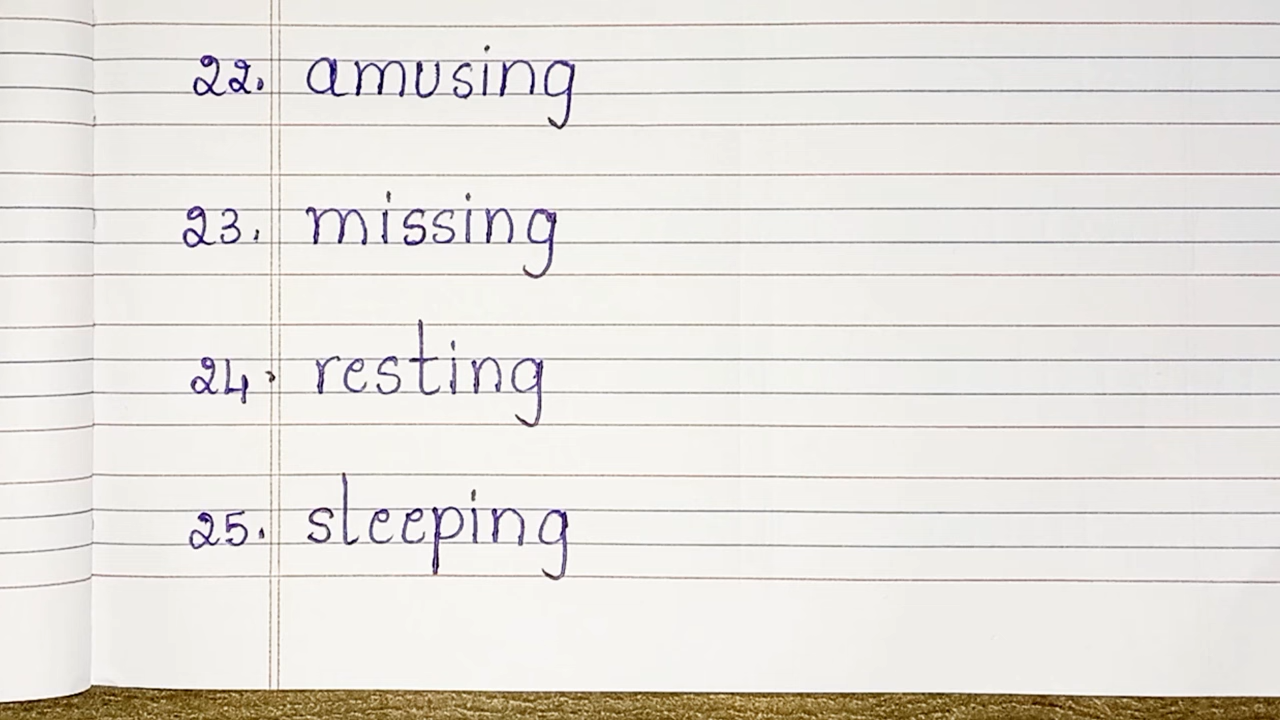 22. amusing
23. missing
24. resting
25. sleeping